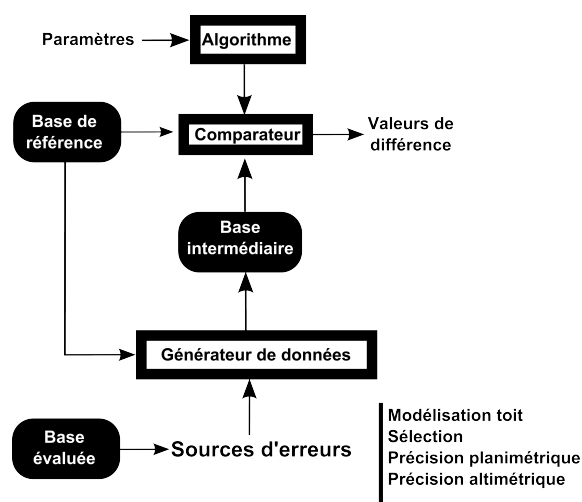 Paramètres
Algorithme
Base de
référence
Comparateur
Valeurs de
différence
Base
intermédiaire
Générateur de données
Base
évaluée
Sources d'erreurs
Modélisation toit
Sélection
Précision planimétrique
Précision altimétrique